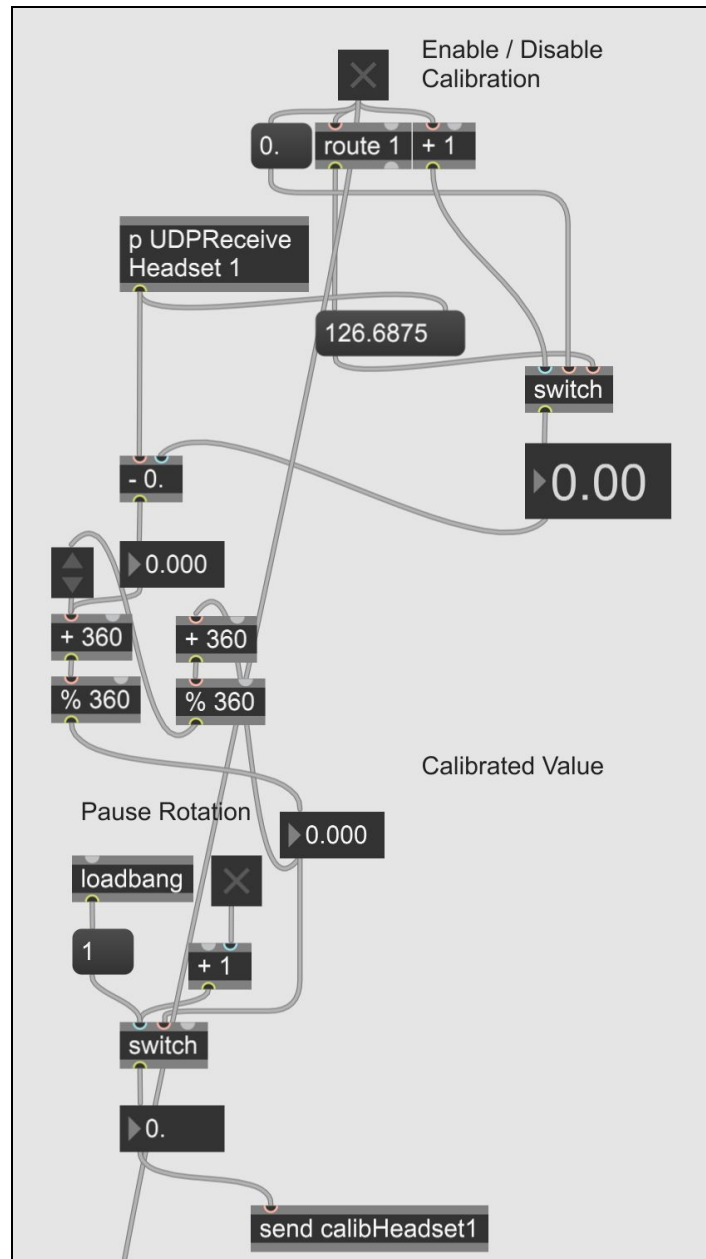 Enable / Disable
Calibration
0.
route 1
+ 1
p UDPReceive
Headset 1
126.6875
switch
0.00
- 0.
0.000
+ 360
+ 360
% 360
% 360
Calibrated Value
Pause Rotation
0.000
loadbang
1
+ 1
switch
0.
send calibHeadset1